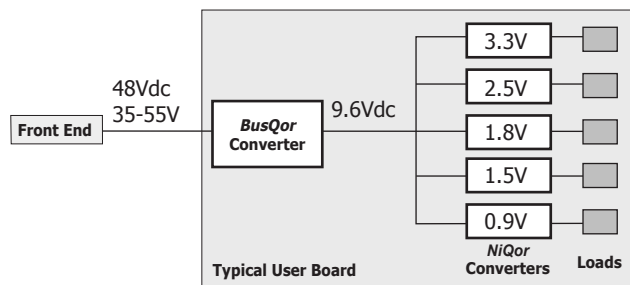 48Vdc
35-55V
Front End
BusQor
Converter
9.6Vdc
3.3V
2.5V
1.8V
1.5V
0.9V
NiQor
Converters
Loads
Typical User Board